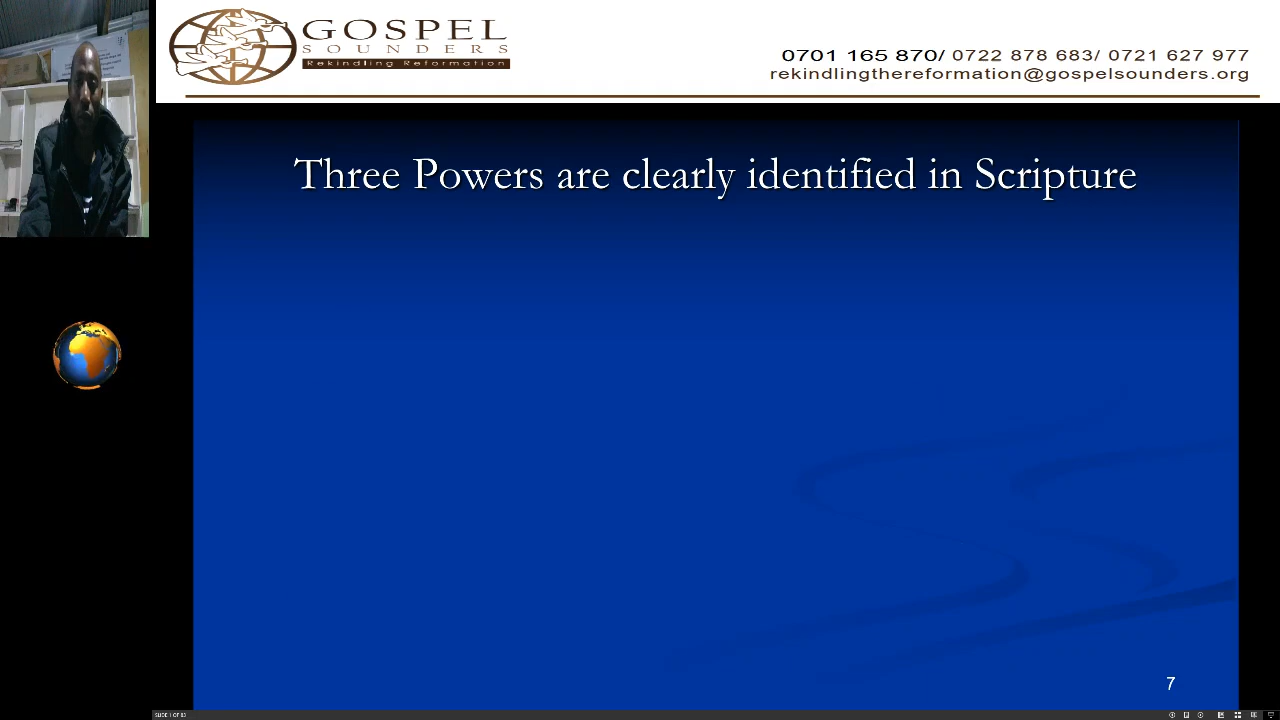 GOSPEL
SOUNDERS
Rekindling Reformation
0701 165 870/ 0722 878 683/ 0721 627 977
rekindlingthereformation@gospelsounders.org
Three Powers are clearly identified in Scripture
7